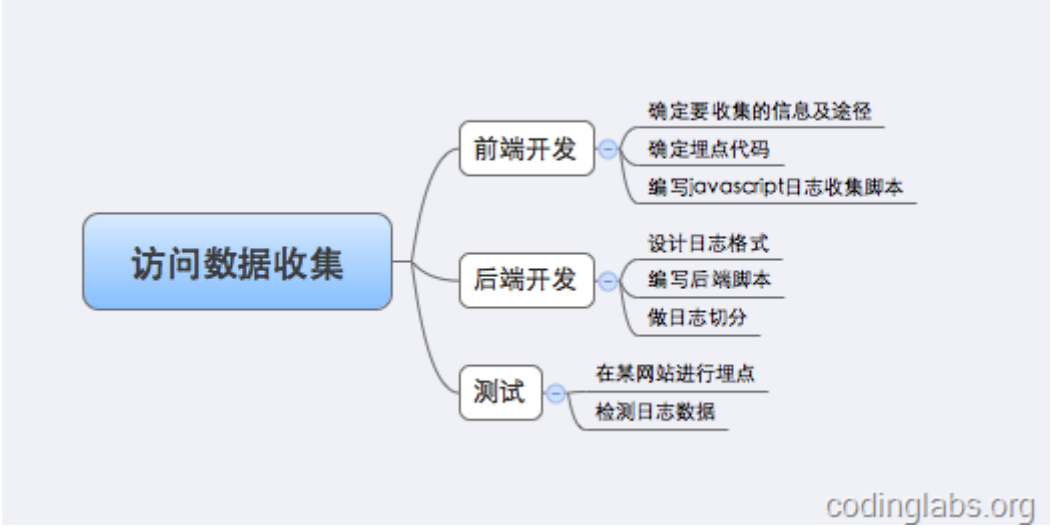 访问数据收集
前端开发
确定要收集的信息及途径
确定埋点代码
编写javascript日志收集脚本
后端开发
设计日志格式
编写后端脚本
做日志切分
测试
在某网站进行埋点
检测日志数据
codinglabs.org